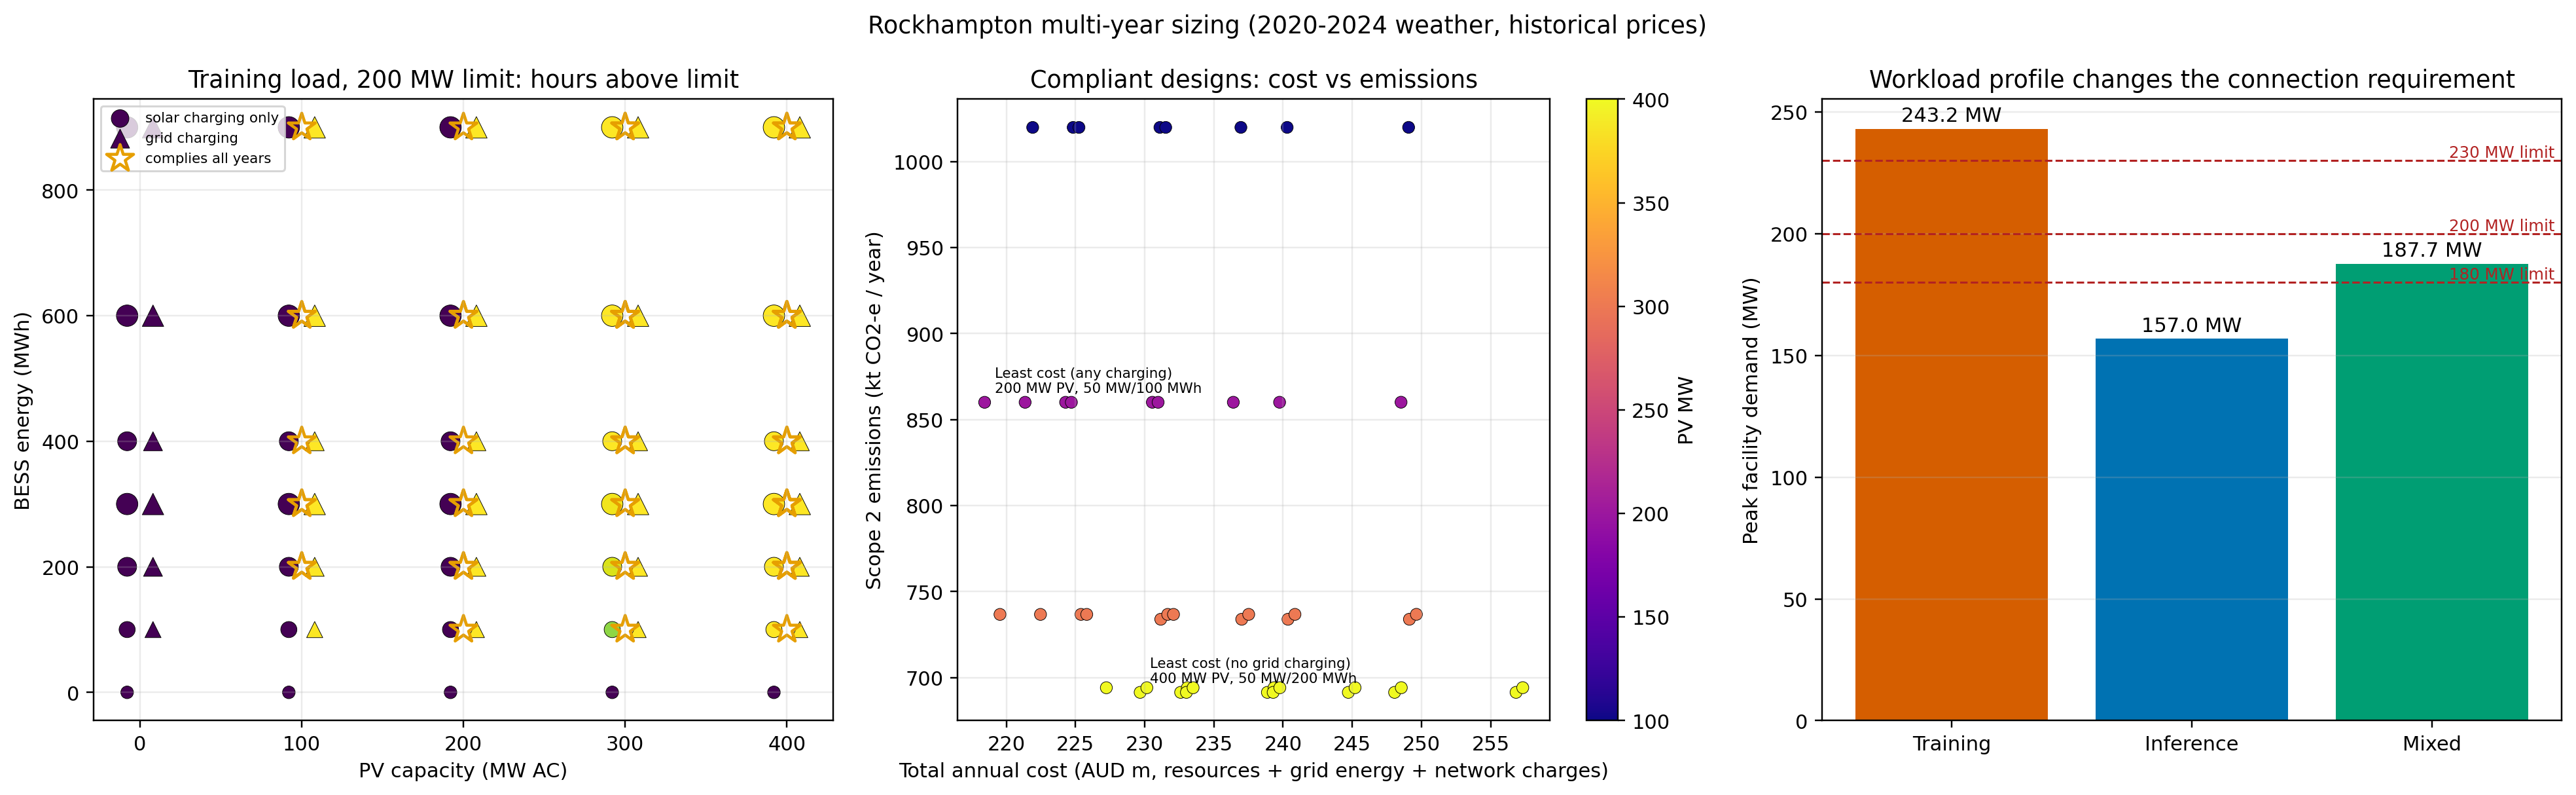 Rockhampton multi-year sizing (2020-2024 weather, historical prices)
Training load, 200 MW limit: hours above limit
solar charging only
grid charging
complies all years
800
600
400
200
0
BESS energy (MWh)
0
100
200
300
400
PV capacity (MW AC)
Compliant designs: cost vs emissions
1000
950
900
850
800
750
700
Scope 2 emissions (kt CO2-e / year)
Least cost (any charging)
200 MW PV, 50 MW/100 MWh
Least cost (no grid charging)
400 MW PV, 50 MW/200 MWh
220
225
230
235
240
245
250
255
Total annual cost (AUD m, resources + grid energy + network charges)
400
350
300
250
200
150
100
PV MW
Workload profile changes the connection requirement
250
200
150
100
50
0
Peak facility demand (MW)
243.2 MW
157.0 MW
187.7 MW
230 MW limit
200 MW limit
180 MW limit
Training
Inference
Mixed